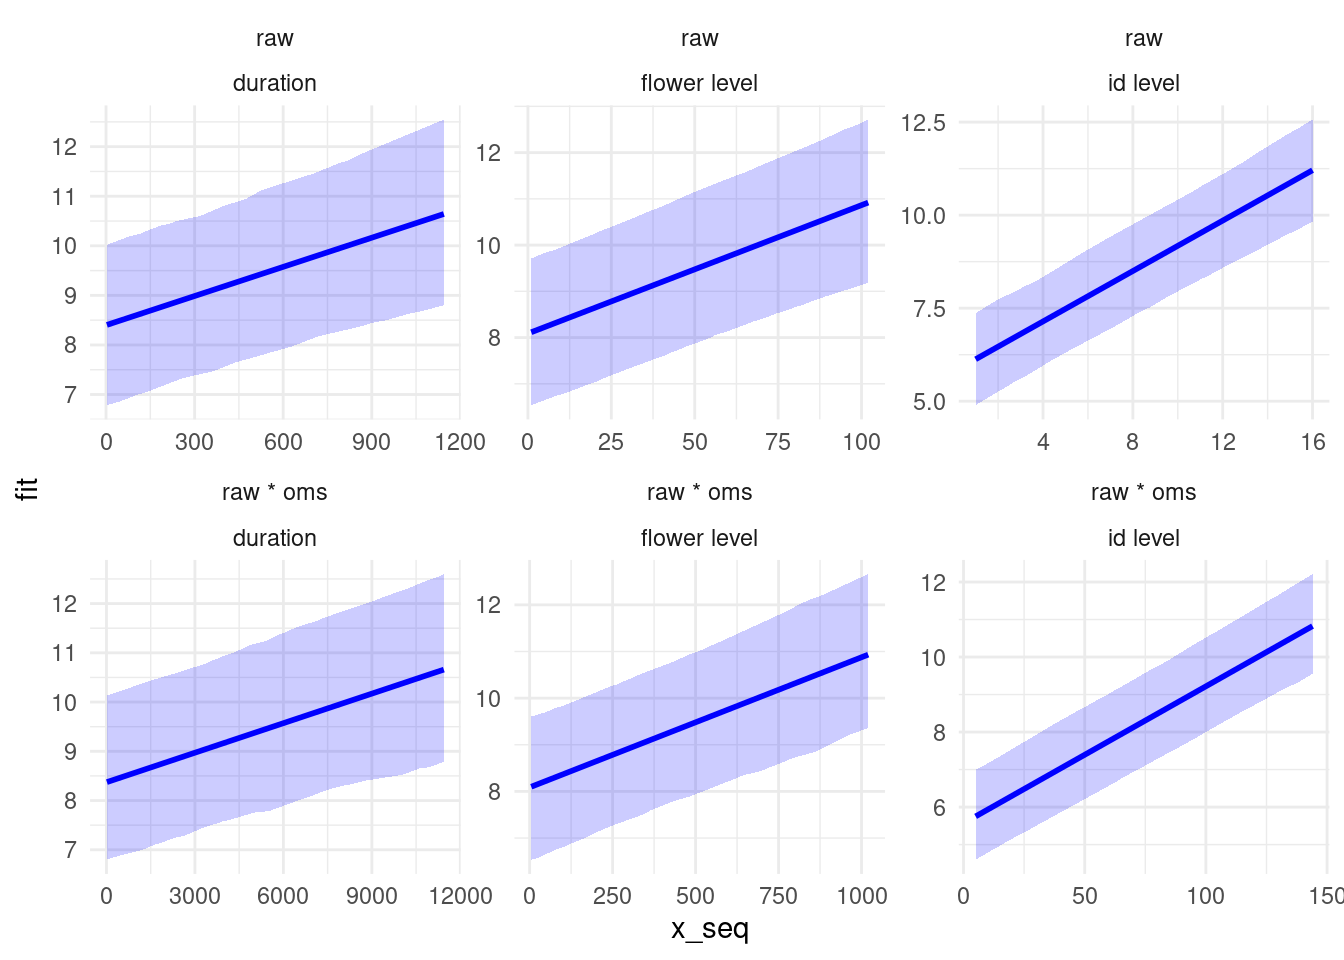 raw raw raw
duration flower level id level
12 12 12.5
11
10 10 10.0
9
8 8 7.5
7 5.0
0 300 600 900 1200 0 25 50 75 100 4 8 12 16
fit
raw * oms raw * oms raw * oms
duration flower level id level
12 12 12
11
10 10 10
9 8
8 8 6
7
0 3000 6000 9000 12000 0 250 500 750 1000 0 50 100 150
x_seq